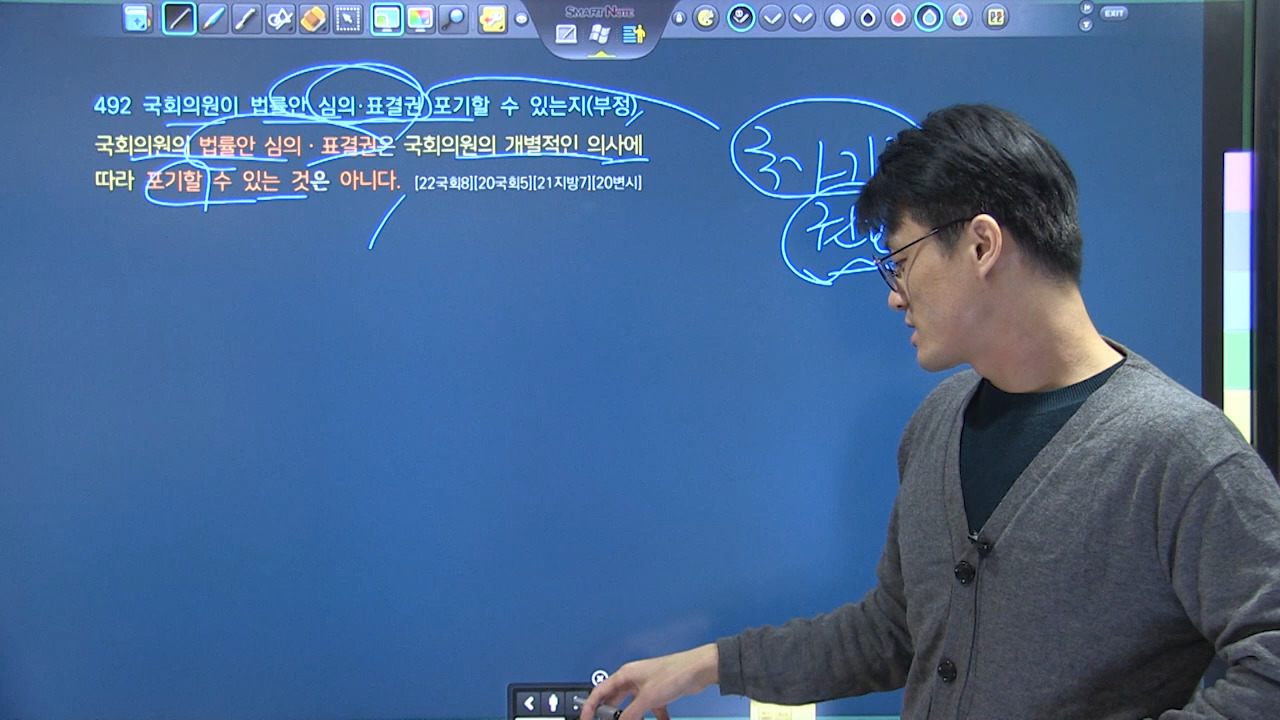 SMART NOTE
EXIT
492 국회의원이 법률안 심의·표결권 포기할 수 있는지(부정)
국회의원의 법률안 심의 · 표결권은 국회의원의 개별적인 의사에
따라 포기할 수 있는 것은 아니다. [22국회8][20국회5][21지방7][20변시]